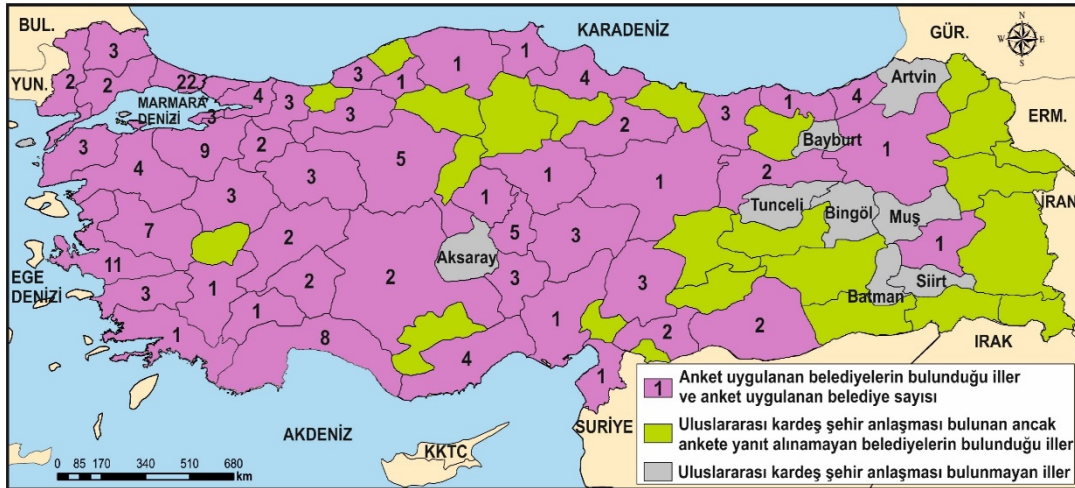 BUL.
KARADENİZ
GÜR.
N
W
E
S
3
1
Artvin
YUN.
2
2
22
3
1
1
4
4
3
4
1
MARMARA
DENİZİ
3
3
2
3
Bayburt
1
ERM.
3
4
9
2
5
3
3
1
1
2
1
Tunceli
Bingöl
Muş
İRAN
7
2
5
3
1
Aksaray
Siirt
EGE
DENİZİ
11
3
1
2
2
3
3
Batman
1
1
8
4
1
2
2
IRAK
1
SURİYE
AKDENİZ
KKTC
0 85 170 340 510 680
km
1 Anket uygulanan belediyelerin bulunduğu iller
ve anket uygulanan belediye sayısı
Uluslararası kardeş şehir anlaşması bulunan ancak
ankete yanıt alınamayan belediyelerin bulunduğu iller
Uluslararası kardeş şehir anlaşması bulunmayan iller